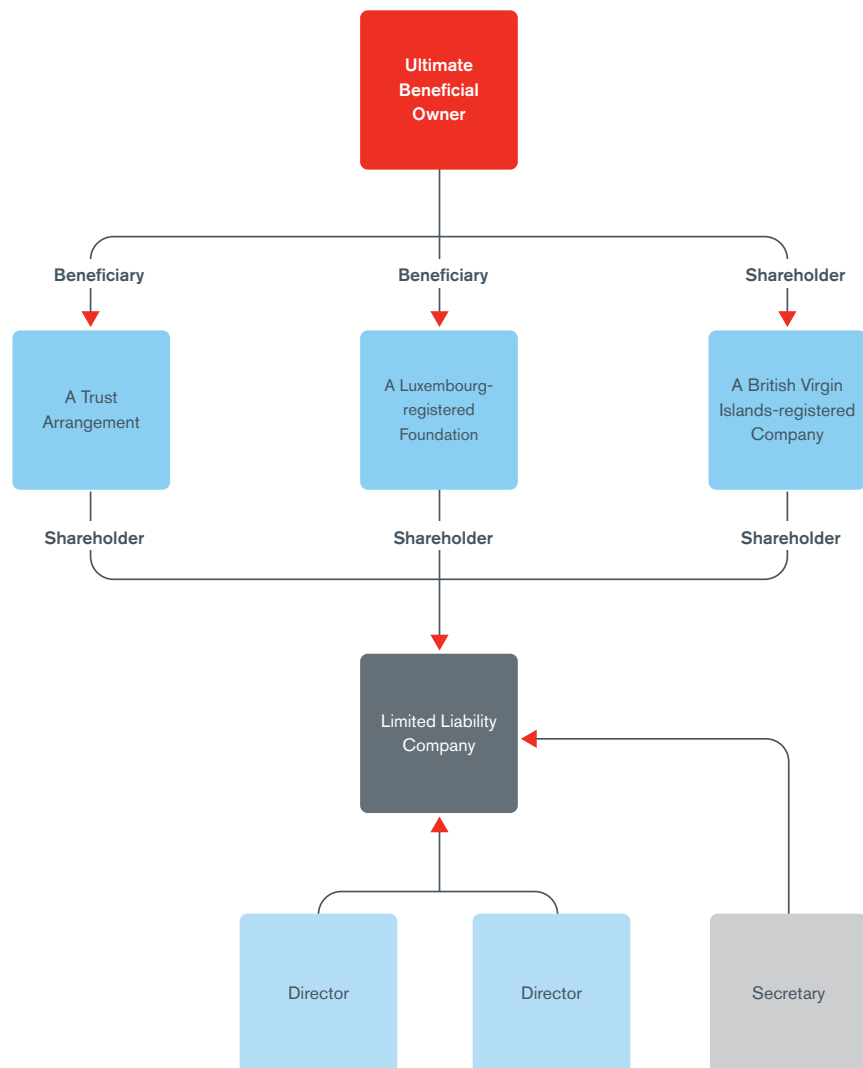 Ultimate
Beneficial
Owner
Beneficiary
Beneficiary
Shareholder
A Trust
Arrangement
A Luxembourg-
registered
Foundation
A British Virgin
Islands-registered
Company
Shareholder
Shareholder
Shareholder
Limited Liability
Company
Director
Director
Secretary